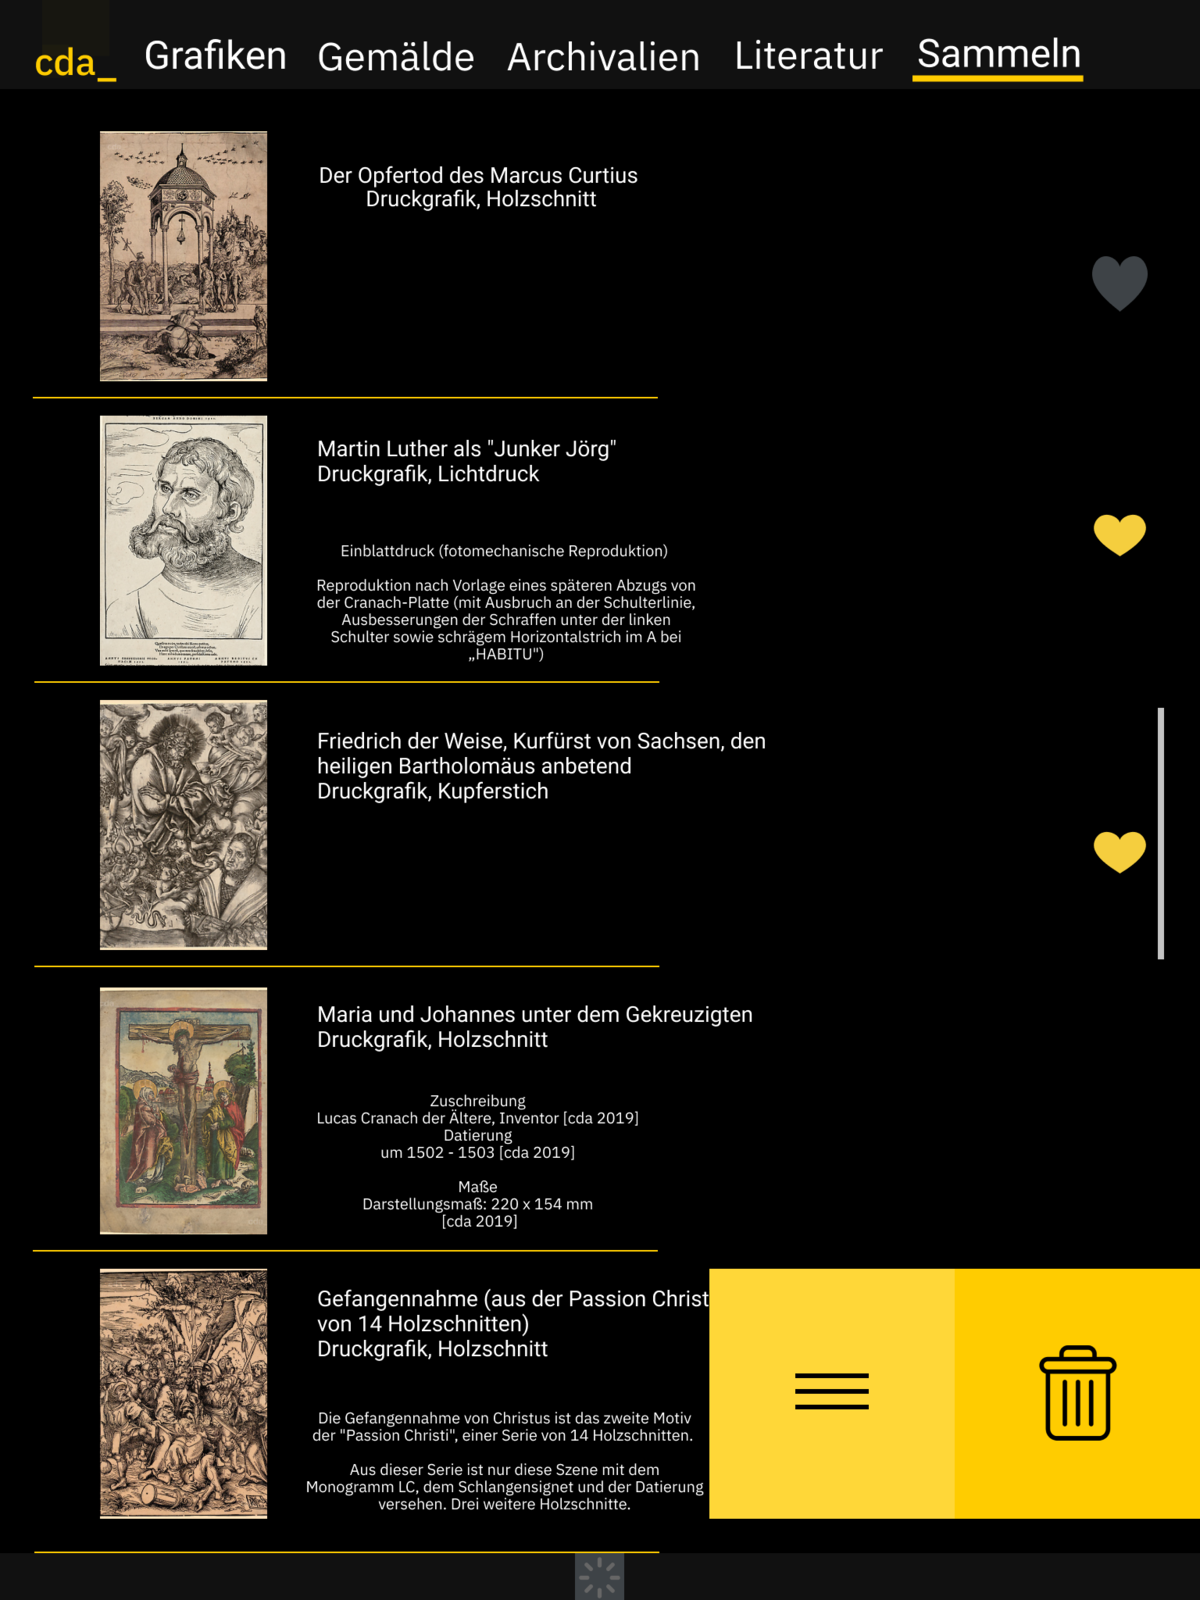 cda_ Grafiken Gemälde Archivalien Literatur Sammeln
Der Opfertod des Marcus Curtius
Druckgrafik, Holzschnitt
Martin Luther als "Junker Jörg"
Druckgrafik, Lichtdruck
Einblattdruck (fotomechanische Reproduktion)
Reproduktion nach Vorlage eines späteren Abzugs von
der Cranach-Platte (mit Ausbruch an der Schulterlinie,
Ausbesserungen der Schraffen unter der linken
Schulter sowie schrägem Horizontalstrich im A bei
„HABITU")
Friedrich der Weise, Kurfürst von Sachsen, den
heiligen Bartholomäus anbetend
Druckgrafik, Kupferstich
Maria und Johannes unter dem Gekreuzigten
Druckgrafik, Holzschnitt
Zuschreibung
Lucas Cranach der Ältere, Inventor [cda 2019]
Datierung
um 1502 - 1503 [cda 2019]
Maße
Darstellungsmaß: 220 x 154 mm
[cda 2019]
Gefangennahme (aus der Passion Christ
von 14 Holzschnitten)
Druckgrafik, Holzschnitt
Die Gefangennahme von Christus ist das zweite Motiv
der "Passion Christi", einer Serie von 14 Holzschnitten.
Aus dieser Serie ist nur diese Szene mit dem
Monogramm LC, dem Schlangensignet und der Datierung
versehen. Drei weitere Holzschnitte.